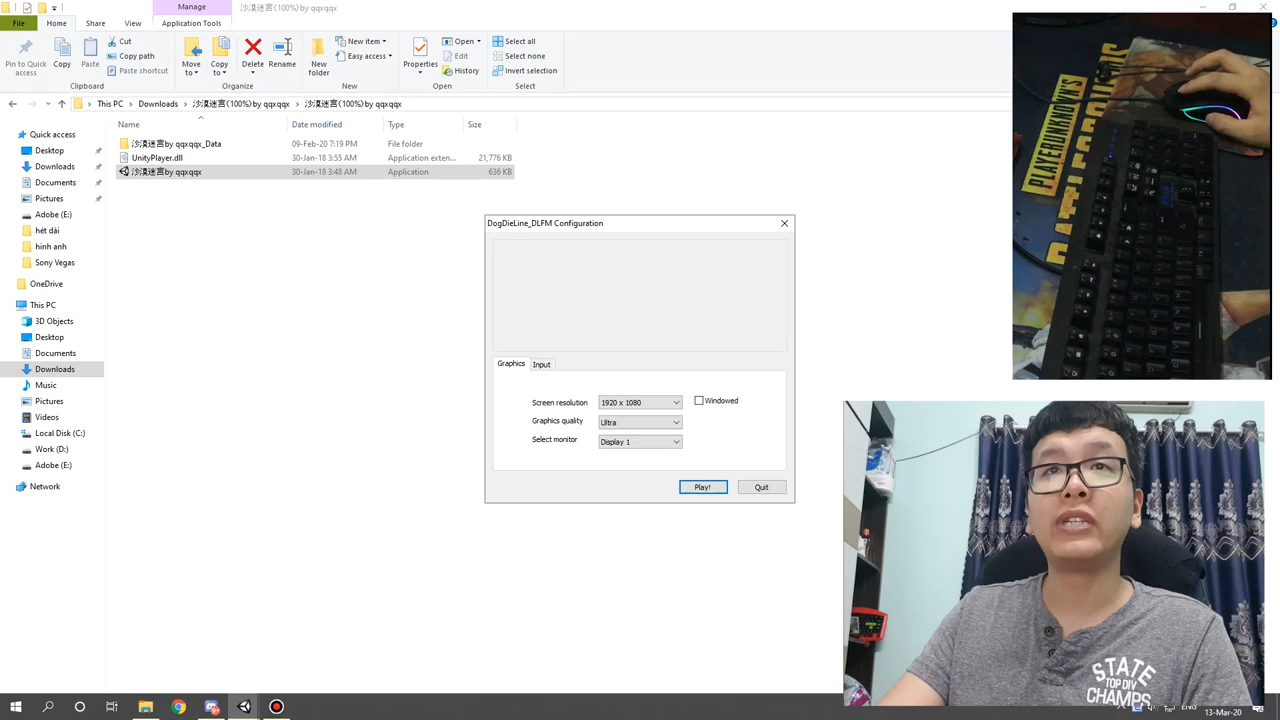 Manage
沙漠迷宫(100%)by qqxqqx
File
Home
Share
View
Application Tools
Pin to Quick access
Copy
Paste
Cut
Copy path
Paste shortcut
Clipboard
Move to
Copy to
Delete
Rename
Organize
New folder
New item
Easy access
New
Properties
Open
Edit
History
Open
Select all
Select none
Invert selection
Select
This PC
Downloads
沙漠迷宫(100%)by qqxqqx
沙漠迷宫(100%)by qqxqqx
Name
Date modified
Type
Size
沙漠迷宫by qqxqqx_Data
09-Feb-20 7:19 PM
File folder
UnityPlayer.dll
30-Jan-18 3:55 AM
Application exten...
21,776 KB
沙漠迷宫by qqxqqx
30-Jan-18 3:48 AM
Application
636 KB
Quick access
Desktop
Downloads
Documents
Pictures
Adobe (E:)
hét dài
hinh anh
Sony Vegas
OneDrive
This PC
3D Objects
Desktop
Documents
Downloads
Music
Pictures
Videos
Local Disk (C:)
Work (D:)
Adobe (E:)
Network
DogDieLine_DLFM Configuration
Graphics
Input
Screen resolution
1920 x 1080
Windowed
Graphics quality
Ultra
Select monitor
Display 1
Play!
Quit
PLAYERUNKNOWN'S
STATE
TOP DIV
CHAMPS
ENG
13-Mar-20